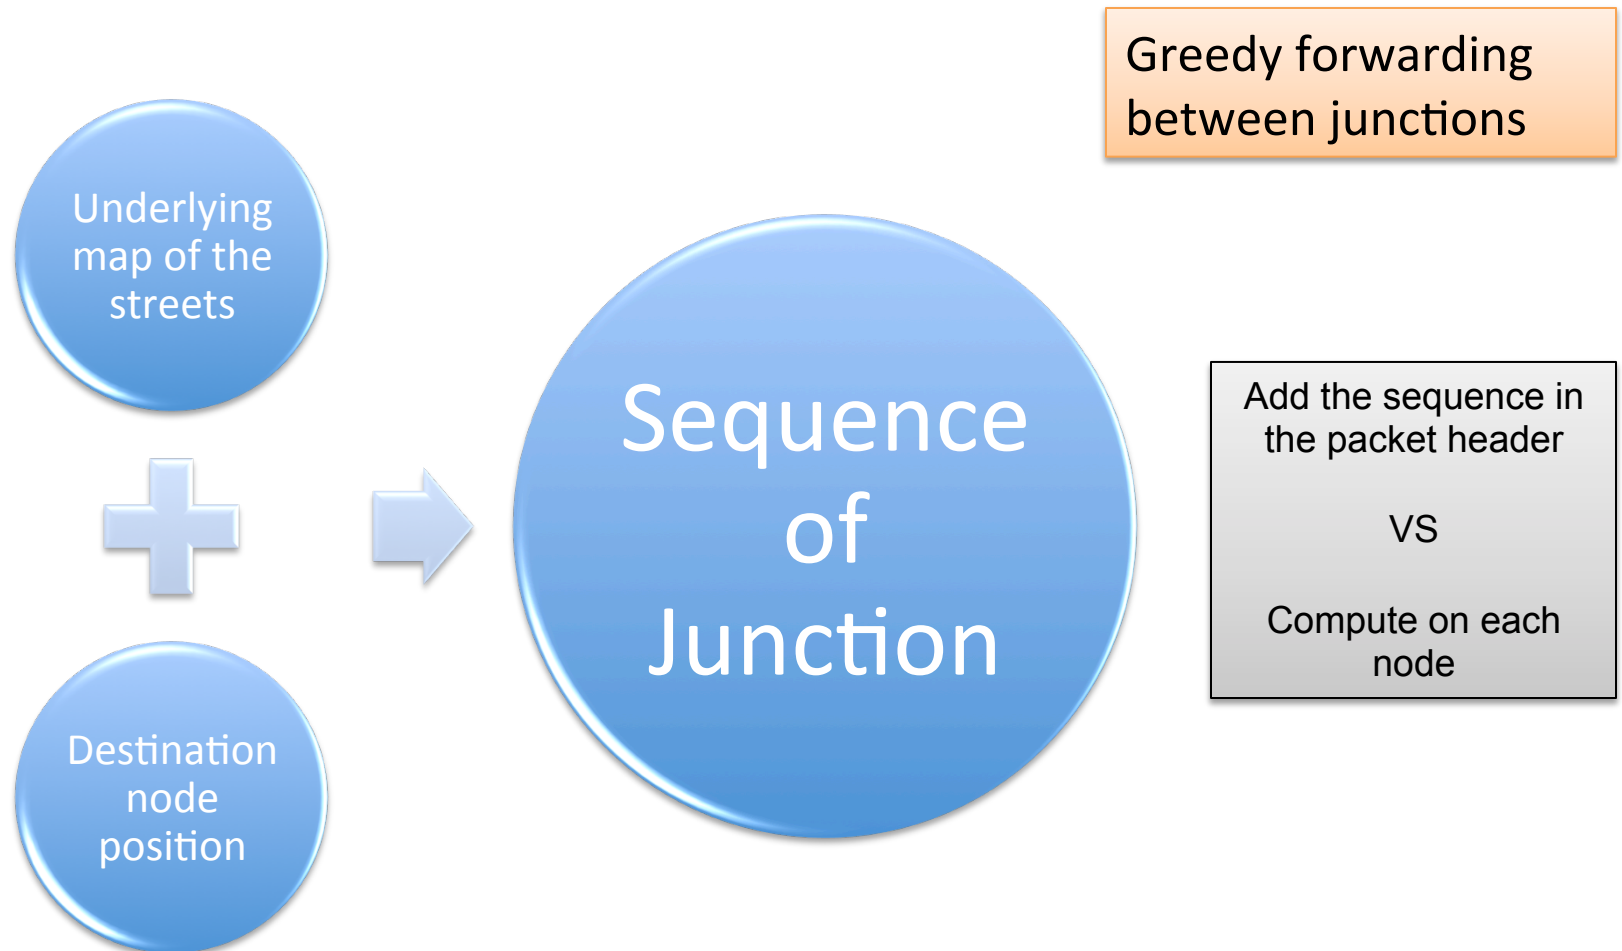 Greedy forwarding
between junctions
Underlying
map of the
streets
Destination
node
position
Sequence
of
Junction
Add the sequence in
the packet header
VS
Compute on each
node